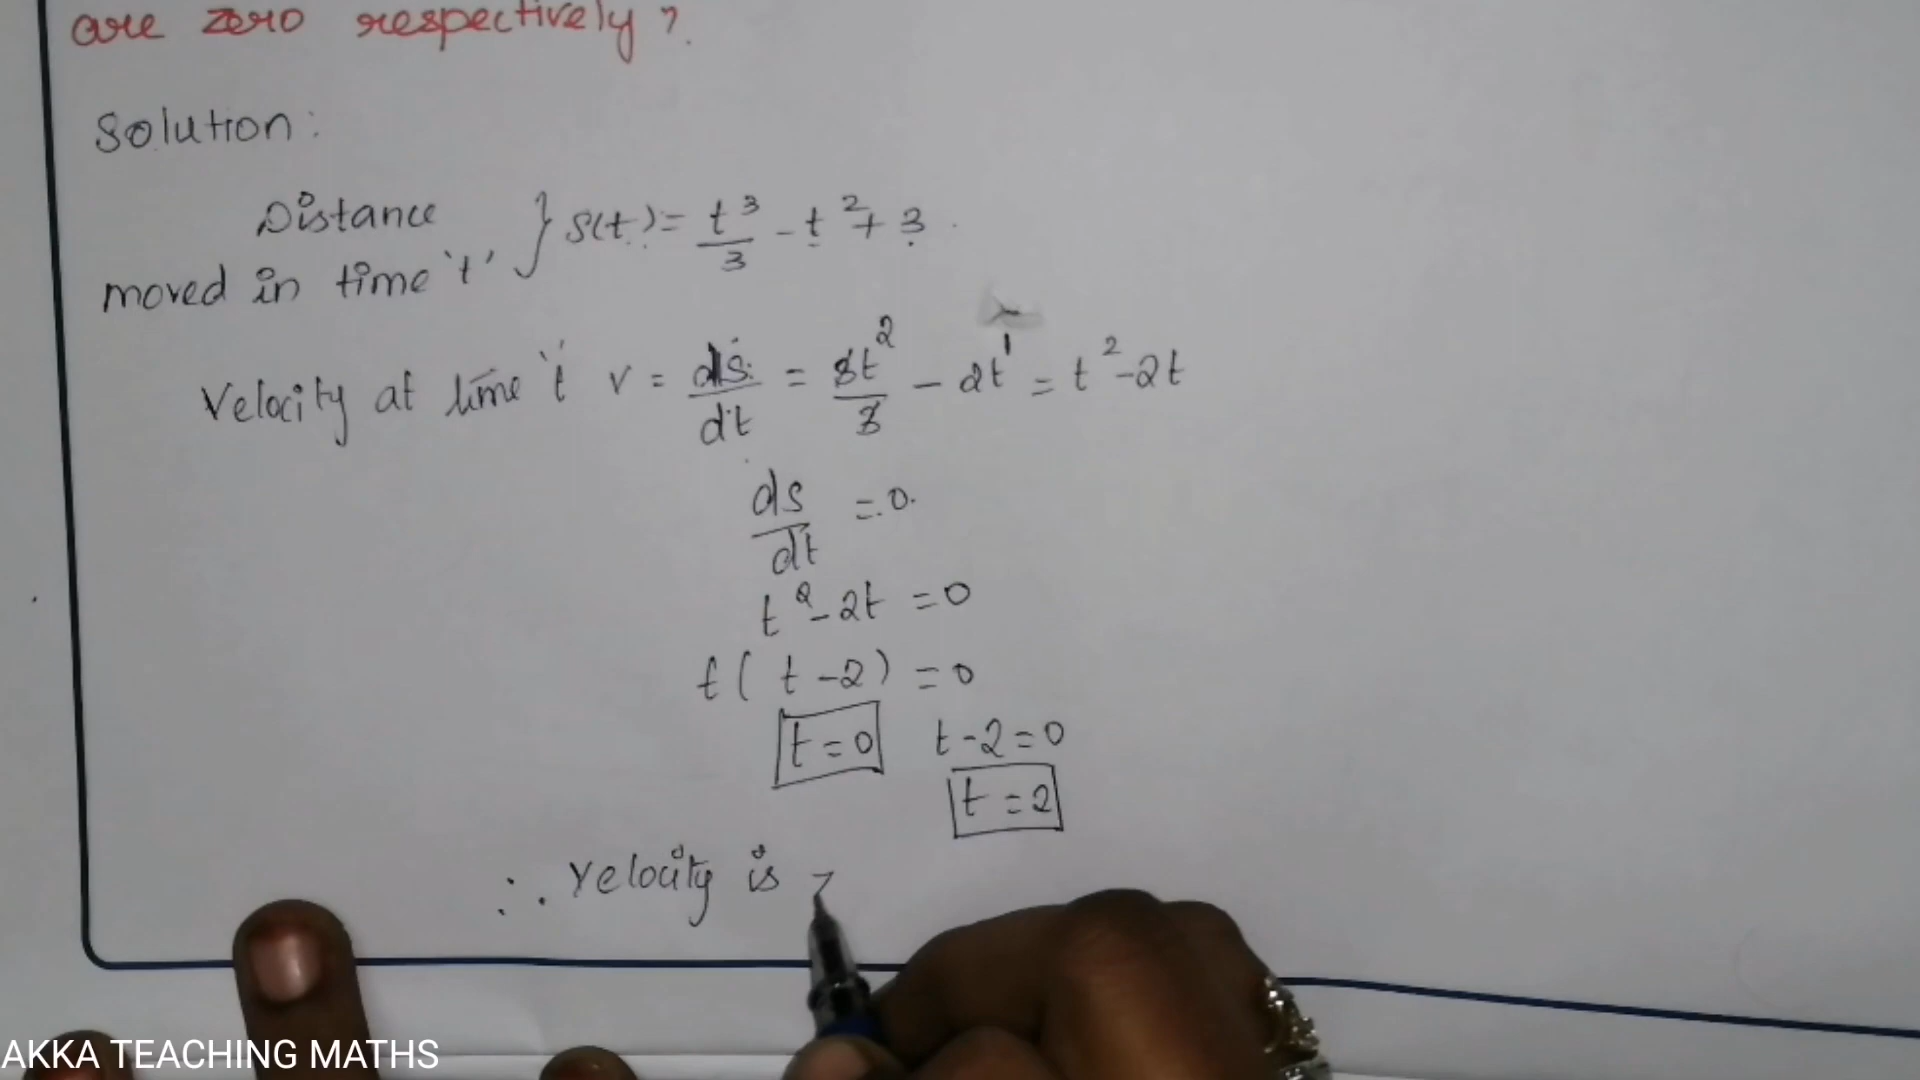 are zero respectively?
Solution:
Distance moved in time 't' } S(t) = t³/3 - t² + 3
Velocity at time 't' v = ds/dt = 3t²/3 - 2t¹ = t² - 2t
ds/dt = 0
t² - 2t = 0
t(t - 2) = 0
t = 0 t - 2 = 0
t = 2
∴ Velocity is
AKKA TEACHING MATHS